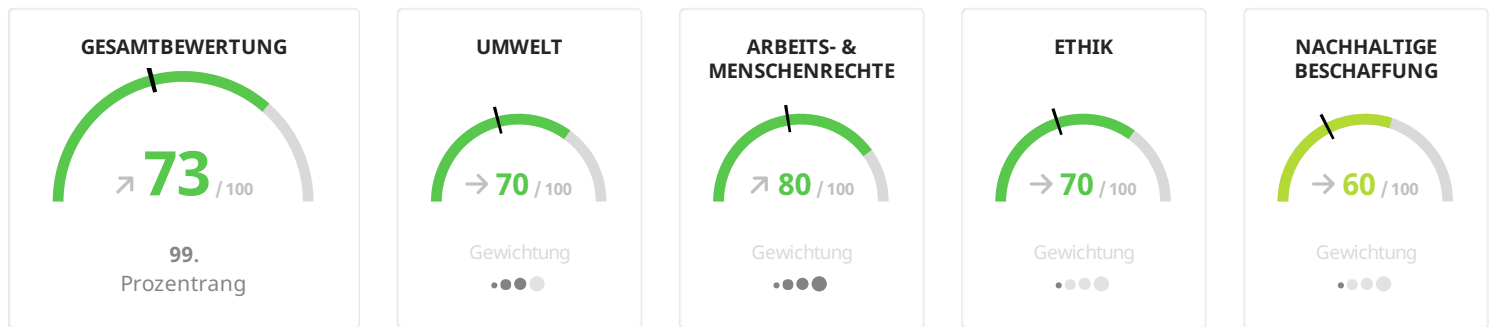 GESAMTBEWERTUNG
73 / 100
99.
Prozentrang
UMWELT
70 / 100
Gewichtung
ARBEITS- &
MENSCHENRECHTE
80 / 100
Gewichtung
ETHIK
70 / 100
Gewichtung
NACHHALTIGE
BESCHAFFUNG
60 / 100
Gewichtung